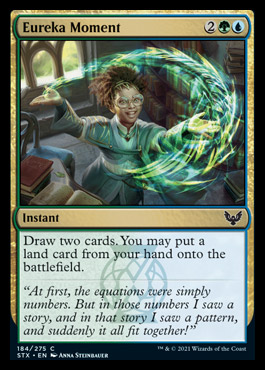 Eureka Moment 2
Instant
Draw two cards. You may put a
land card from your hand onto the
battlefield.
“At first, the equations were simply
numbers. But in those numbers I saw a
story, and in that story I saw a pattern,
and suddenly it all fit together!”
184/275 C
STX • EN Anna Steinbauer
™ & © 2021 Wizards of the Coast